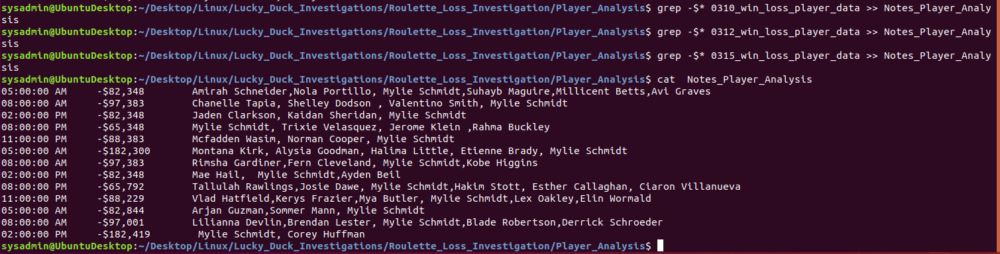 sysadmin@UbuntuDesktop:~/Desktop/Linux/Lucky_Duck_Investigations/Roulette_Loss_Investigation/Player_Analysis$ grep -$* 0310_win_loss_player_data >> Notes_Player_Analy
sis
sysadmin@UbuntuDesktop:~/Desktop/Linux/Lucky_Duck_Investigations/Roulette_Loss_Investigation/Player_Analysis$ grep -$* 0312_win_loss_player_data >> Notes_Player_Analy
sis
sysadmin@UbuntuDesktop:~/Desktop/Linux/Lucky_Duck_Investigations/Roulette_Loss_Investigation/Player_Analysis$ grep -$* 0315_win_loss_player_data >> Notes_Player_Analy
sis
sysadmin@UbuntuDesktop:~/Desktop/Linux/Lucky_Duck_Investigations/Roulette_Loss_Investigation/Player_Analysis$ cat  Notes_Player_Analysis
05:00:00 AM     -$82,348        Amirah Schneider,Nola Portillo, Mylie Schmidt,Suhayb Maguire,Millicent Betts,Avi Graves
08:00:00 AM     -$97,383        Chanelle Tapia, Shelley Dodson , Valentino Smith, Mylie Schmidt
02:00:00 PM     -$82,348        Jaden Clarkson, Kaidan Sheridan, Mylie Schmidt
08:00:00 PM     -$65,348        Mylie Schmidt, Trixie Velasquez, Jerome Klein ,Rahma Buckley
11:00:00 PM     -$88,383        Mcfadden Wasim, Norman Cooper, Mylie Schmidt
05:00:00 AM     -$182,300       Montana Kirk, Alysia Goodman, Halima Little, Etienne Brady, Mylie Schmidt
08:00:00 AM     -$97,383        Rimsha Gardiner,Fern Cleveland, Mylie Schmidt,Kobe Higgins
02:00:00 PM     -$82,348        Mae Hail,  Mylie Schmidt,Ayden Beil
08:00:00 PM     -$65,792        Tallulah Rawlings,Josie Dawe, Mylie Schmidt,Hakim Stott, Esther Callaghan, Ciaron Villanueva
11:00:00 PM     -$88,229        Vlad Hatfield,Kerys Frazier,Mya Butler, Mylie Schmidt,Lex Oakley,Elin Wormald
05:00:00 AM     -$82,844        Arjan Guzman,Sommer Mann, Mylie Schmidt
08:00:00 AM     -$97,001        Lilianna Devlin,Brendan Lester, Mylie Schmidt,Blade Robertson,Derrick Schroeder
02:00:00 PM     -$182,419        Mylie Schmidt, Corey Huffman
sysadmin@UbuntuDesktop:~/Desktop/Linux/Lucky_Duck_Investigations/Roulette_Loss_Investigation/Player_Analysis$